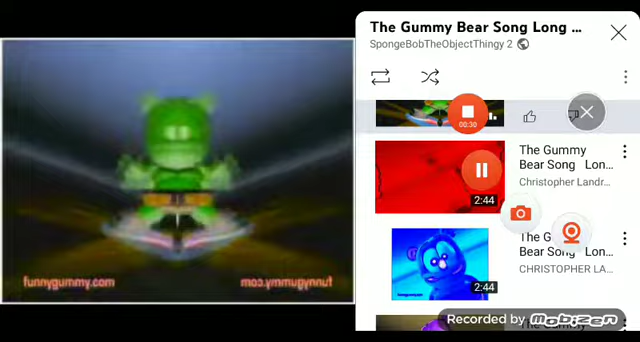 The Gummy Bear Song Long ...
SpongeBobTheObjectThingy 2
00:30
The Gummy
Bear Song Lon...
Christopher Landr...
2:44
The G
Bear Song Lon...
CHRISTOPHER LA...
2:44
funnygummy.com
funnygummy.com
Recorded by Mobizen